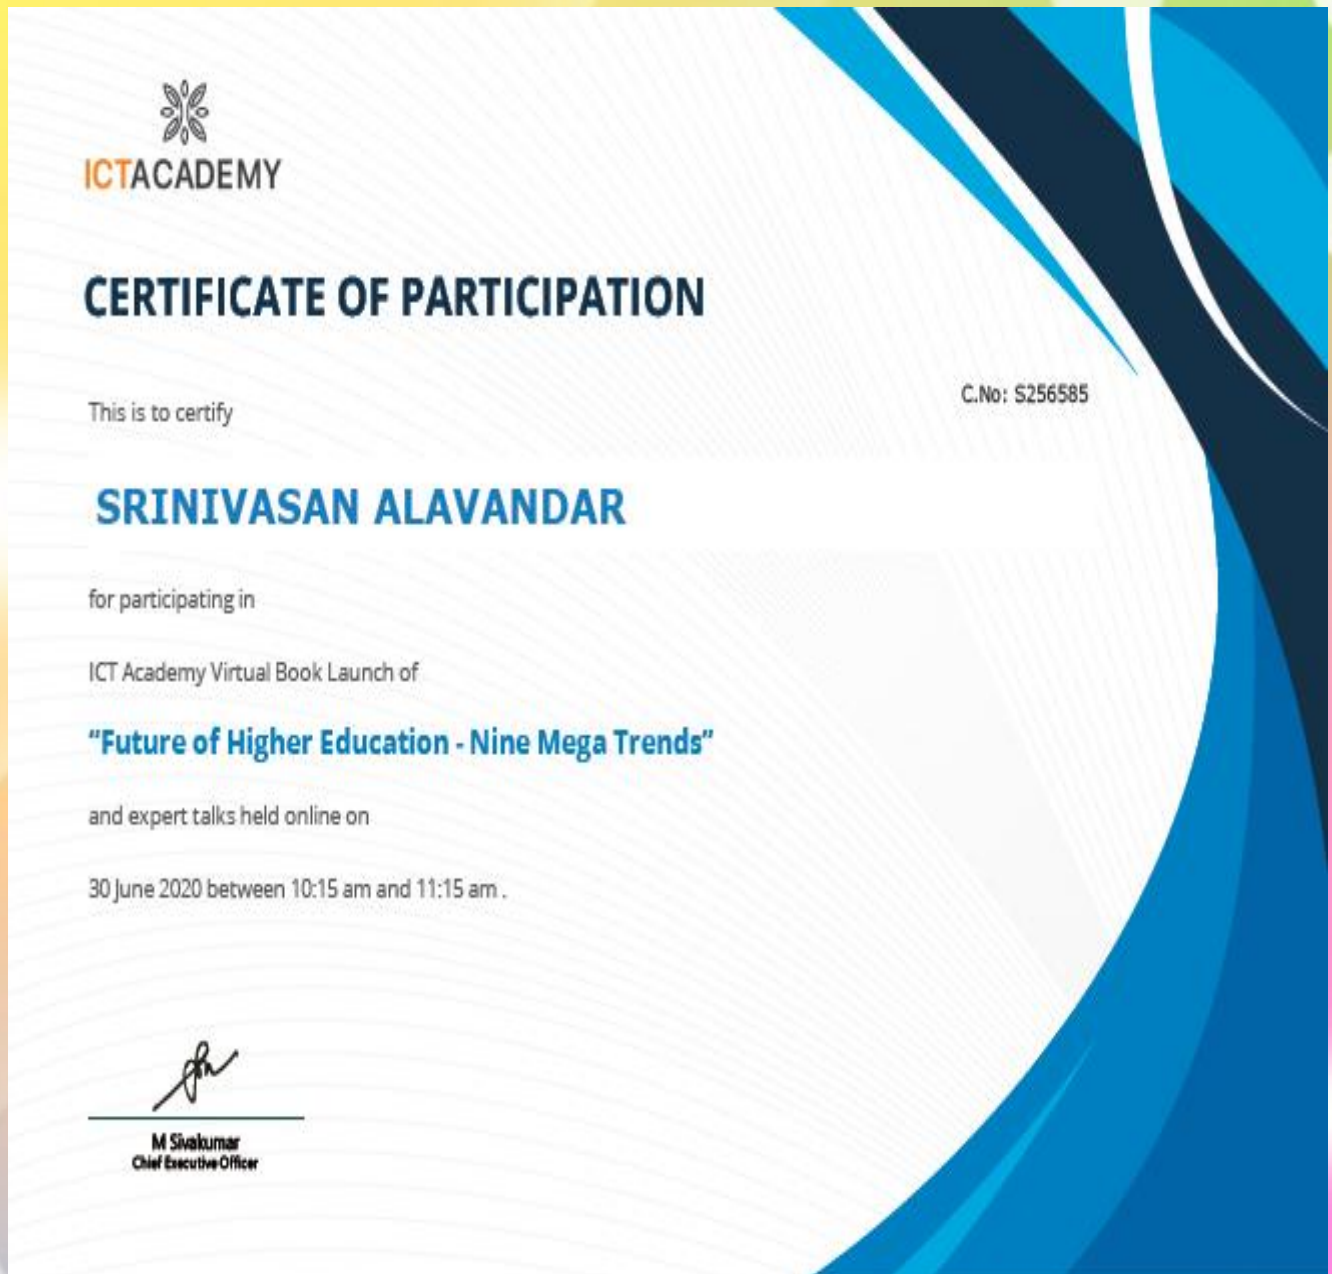 ICTACADEMY
CERTIFICATE OF PARTICIPATION
C.No: S256585
This is to certify
SRINIVASAN ALAVANDAR
for participating in
ICT Academy Virtual Book Launch of
“Future of Higher Education - Nine Mega Trends”
and expert talks held online on
30 June 2020 between 10:15 am and 11:15 am .
M Sivakumar
Chief Executive Officer